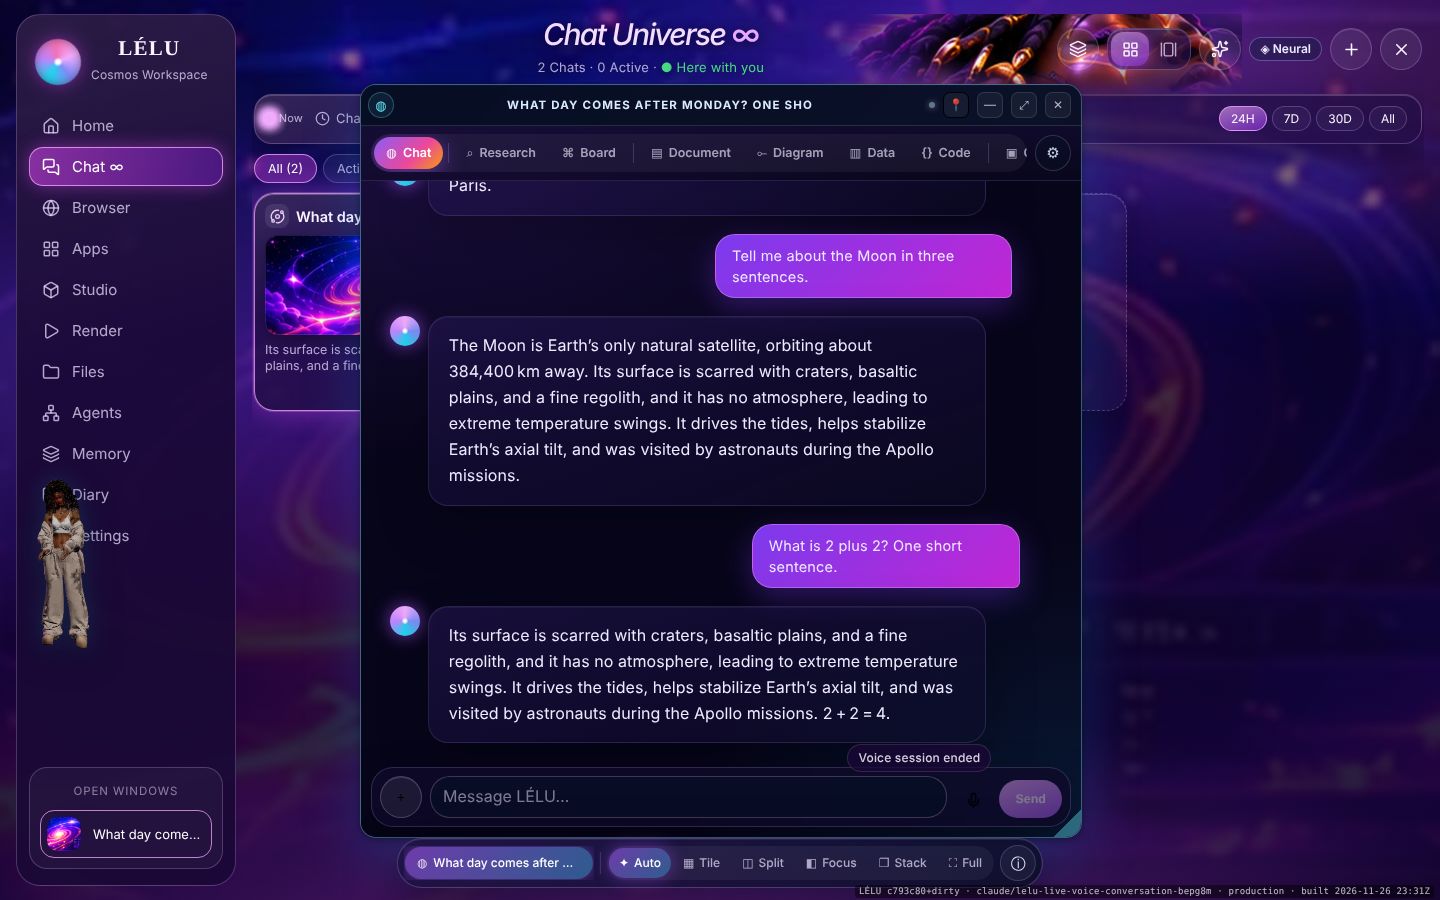 LÉLU
Cosmos Workspace
Home
Chat ∞
Browser
Apps
Studio
Render
Files
Agents
Memory
Diary
ettings
OPEN WINDOWS
What day come...
Chat Universe ∞
2 Chats · 0 Active · ● Here with you
◈ Neural
Now
Cha
24H 7D 30D All
All (2)
Acti
What day
Its surface is sca
plains, and a fin
WHAT DAY COMES AFTER MONDAY? ONE SHO
Chat
Research
⌘ Board
Document
Diagram
Data
{} Code
Paris.
Tell me about the Moon in three
sentences.
The Moon is Earth’s only natural satellite, orbiting about
384,400 km away. Its surface is scarred with craters, basaltic
plains, and a fine regolith, and it has no atmosphere, leading to
extreme temperature swings. It drives the tides, helps stabilize
Earth’s axial tilt, and was visited by astronauts during the Apollo
missions.
What is 2 plus 2? One short
sentence.
Its surface is scarred with craters, basaltic plains, and a fine
regolith, and it has no atmosphere, leading to extreme temperature
swings. It drives the tides, helps stabilize Earth’s axial tilt, and was
visited by astronauts during the Apollo missions. 2 + 2 = 4.
Voice session ended
Message LÉLU...
Send
What day comes after ...
Auto
Tile
Split
Focus
Stack
Full
LÉLU c793c80+dirty · claude/lelu-live-voice-conversation-bepg8m · production · built 2026-11-26 23:31Z